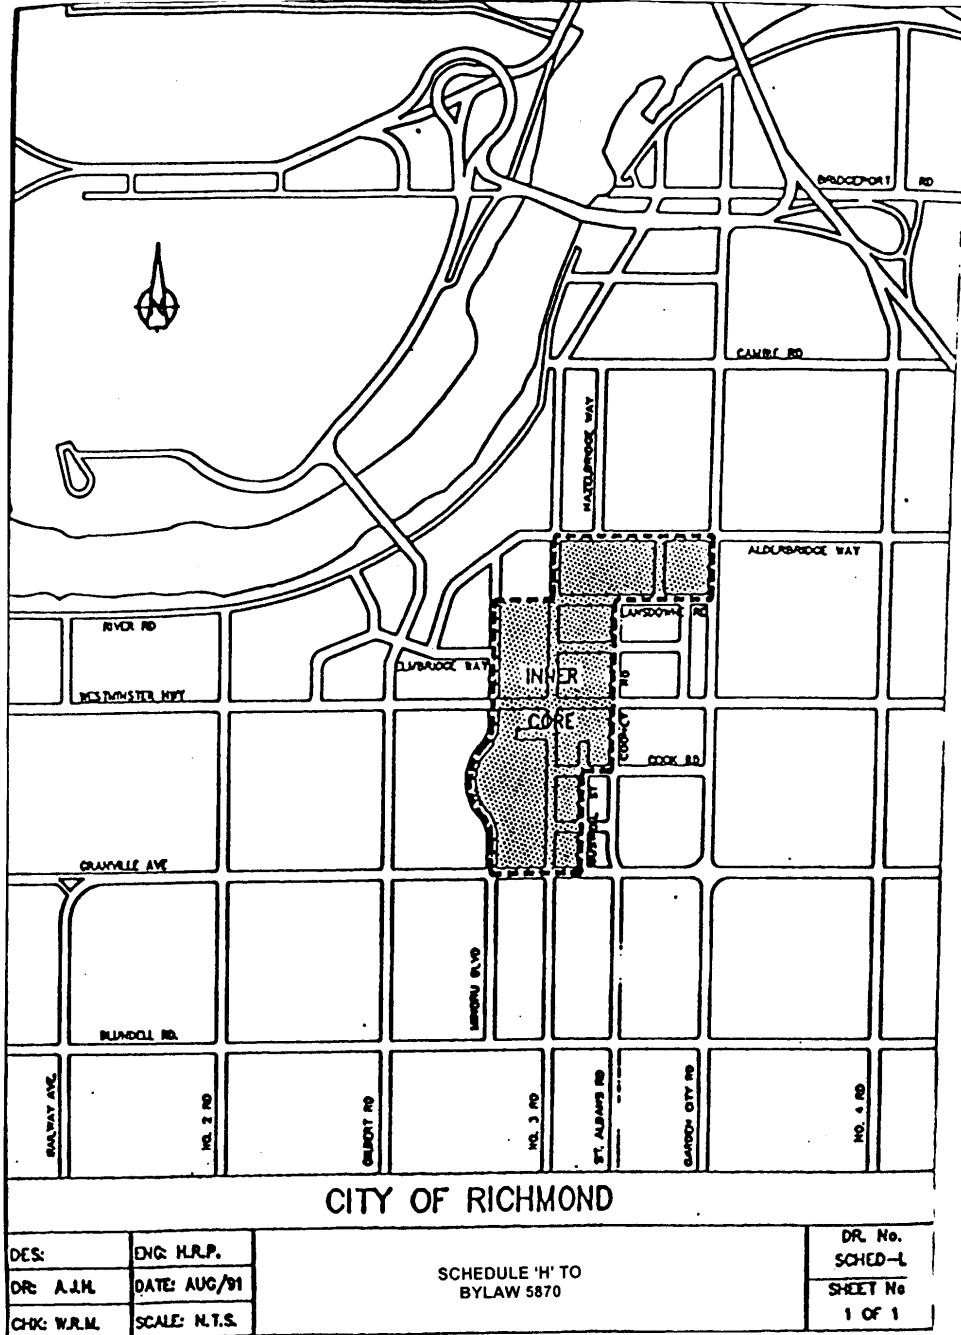 BRIDGEPORT RD
CAMBIE RD
HAZELBRIDGE WAY
ALDERBRIDGE WAY
LANSDOWNE RD
RIVER RD
ELMBRIDGE WAY
INNER
CORE
WESTMINSTER HWY
COONEY RD
COOK RD
BUSWELL ST
GRANVILLE AVE
MINORU BLVD
BLUNDELL RD.
RAILWAY AVE.
NO. 2 RD
GILBERT RD
NO. 3 RD
ST. ALBANS RD
GARDEN CITY RD
NO. 4 RD
N
CITY OF RICHMOND
DES:
ENG: H.R.P.
DR: A.J.H.
DATE: AUG/91
CHK: W.R.M.
SCALE: N.T.S.
SCHEDULE 'H' TO
BYLAW 5870
DR. No.
SCHED-L
SHEET No
1 OF 1